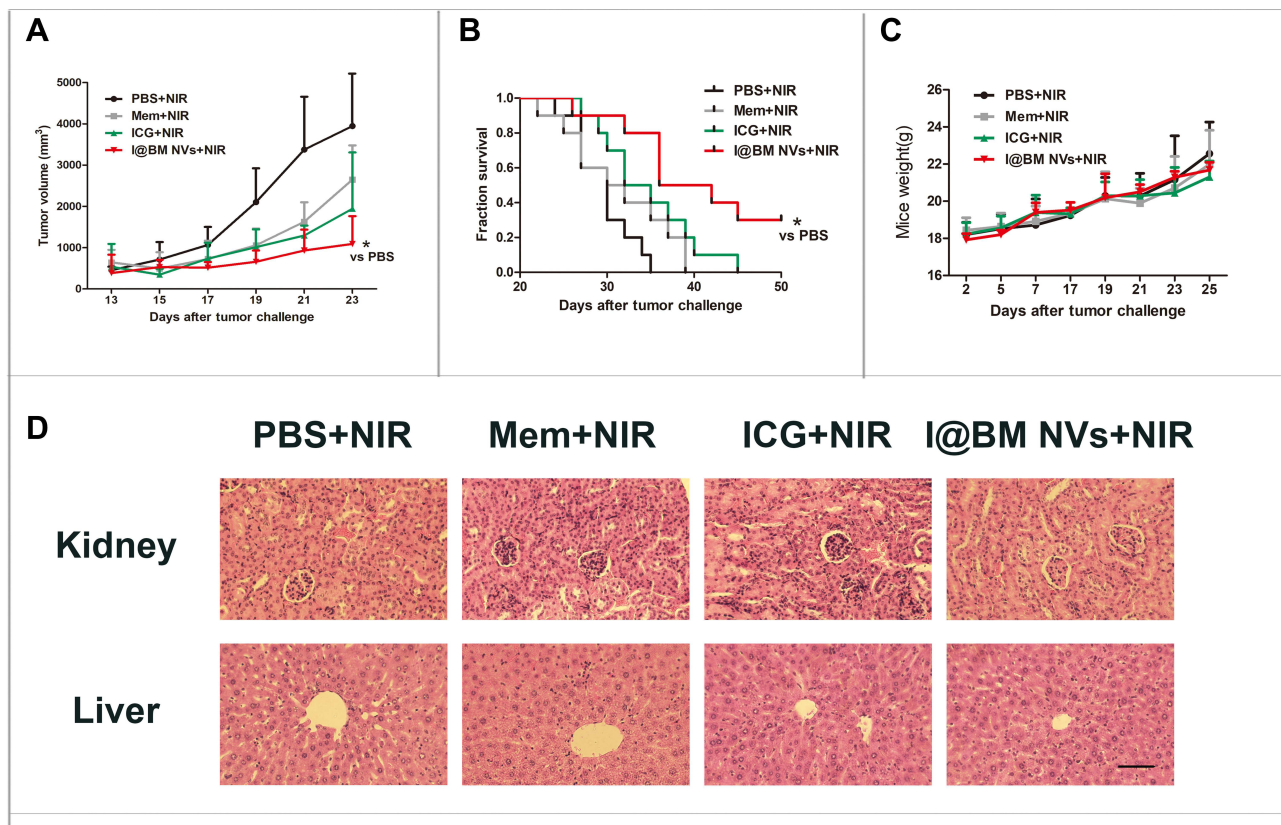 A
5000
4000
3000
2000
1000
0
Tumor volume (mm³)
PBS+NIR
Mem+NIR
ICG+NIR
I@BM NVs+NIR
*
vs PBS
13 15 17 19 21 23
Days after tumor challenge
B
1.0
0.8
0.6
0.4
0.2
0.0
Fraction survival
PBS+NIR
Mem+NIR
ICG+NIR
I@BM NVs+NIR
*
vs PBS
20 30 40 50
Days after tumor challenge
C
26
24
22
20
18
16
Mice weight(g)
PBS+NIR
Mem+NIR
ICG+NIR
I@BM NVs+NIR
2 5 7 17 19 21 23 25
Days after tumor challenge
D
PBS+NIR Mem+NIR ICG+NIR I@BM NVs+NIR
Kidney
Liver